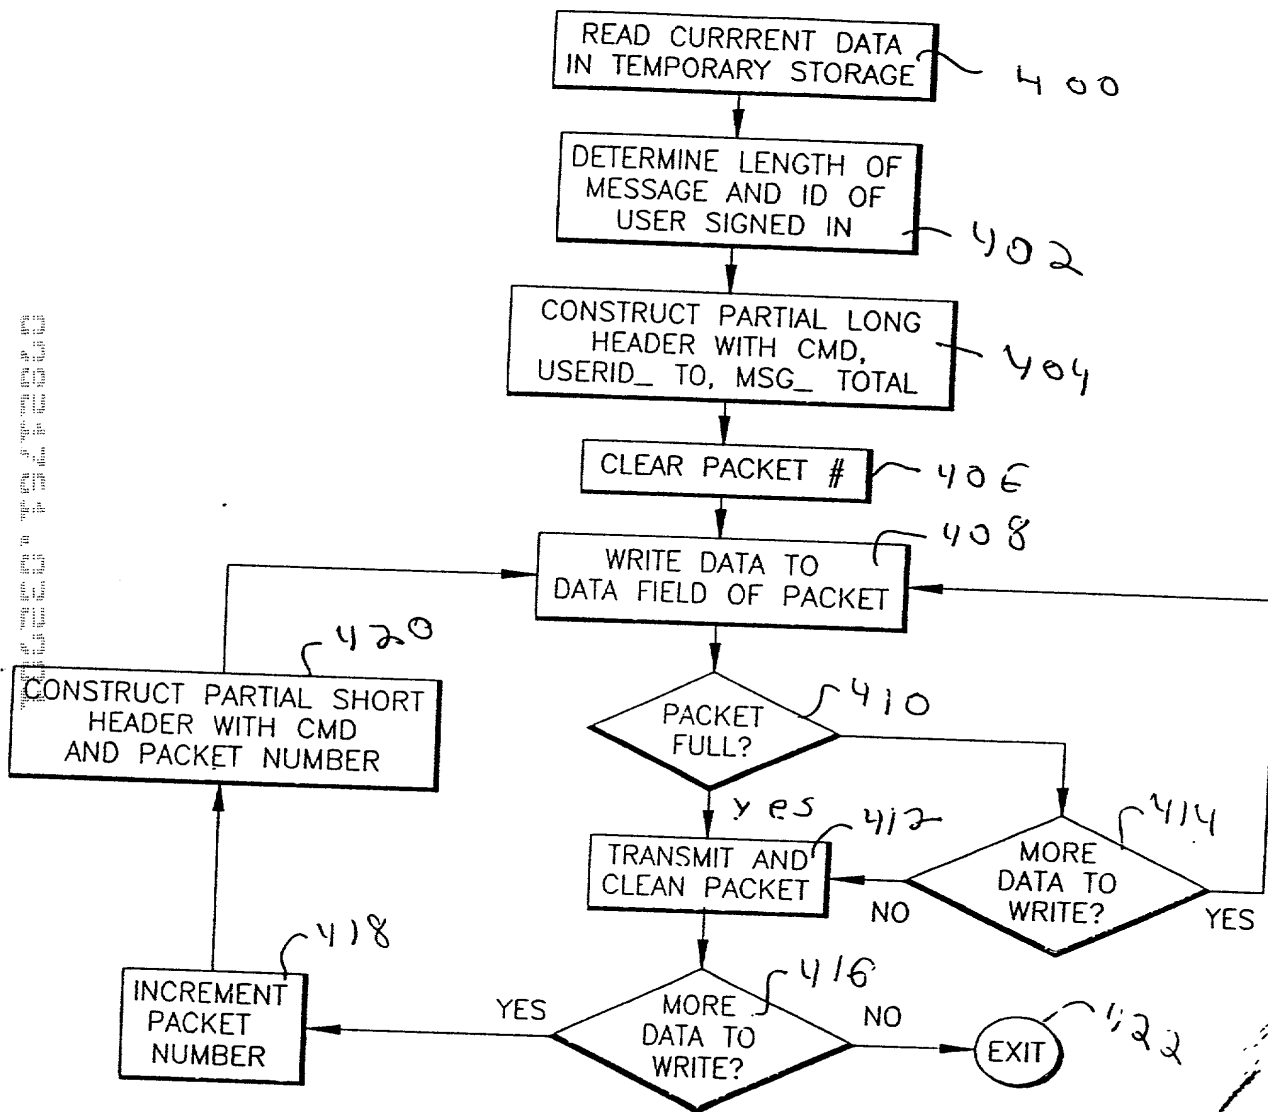 READ CURRRENT DATA
IN TEMPORARY STORAGE
400
DETERMINE LENGTH OF
MESSAGE AND ID OF
USER SIGNED IN
402
CONSTRUCT PARTIAL LONG
HEADER WITH CMD,
USERID_ TO, MSG_ TOTAL
404
CLEAR PACKET #
406
WRITE DATA TO
DATA FIELD OF PACKET
408
420
CONSTRUCT PARTIAL SHORT
HEADER WITH CMD
AND PACKET NUMBER
PACKET
FULL?
410
yes
TRANSMIT AND
CLEAN PACKET
412
MORE
DATA TO
WRITE?
414
NO
YES
418
INCREMENT
PACKET
NUMBER
YES
MORE
DATA TO
WRITE?
416
NO
EXIT
422